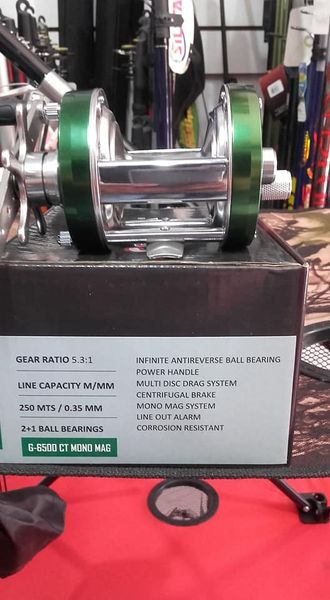 GEAR RATIO 5.3:1
LINE CAPACITY M/MM
250 MTS / 0.35 MM
2+1 BALL BEARINGS
G-6500 CT MONO MAG
INFINITE ANTIREVERSE BALL BEARING
POWER HANDLE
MULTI DISC DRAG SYSTEM
CENTRIFUGAL BRAKE
MONO MAG SYSTEM
LINE OUT ALARM
CORROSION RESISTANT